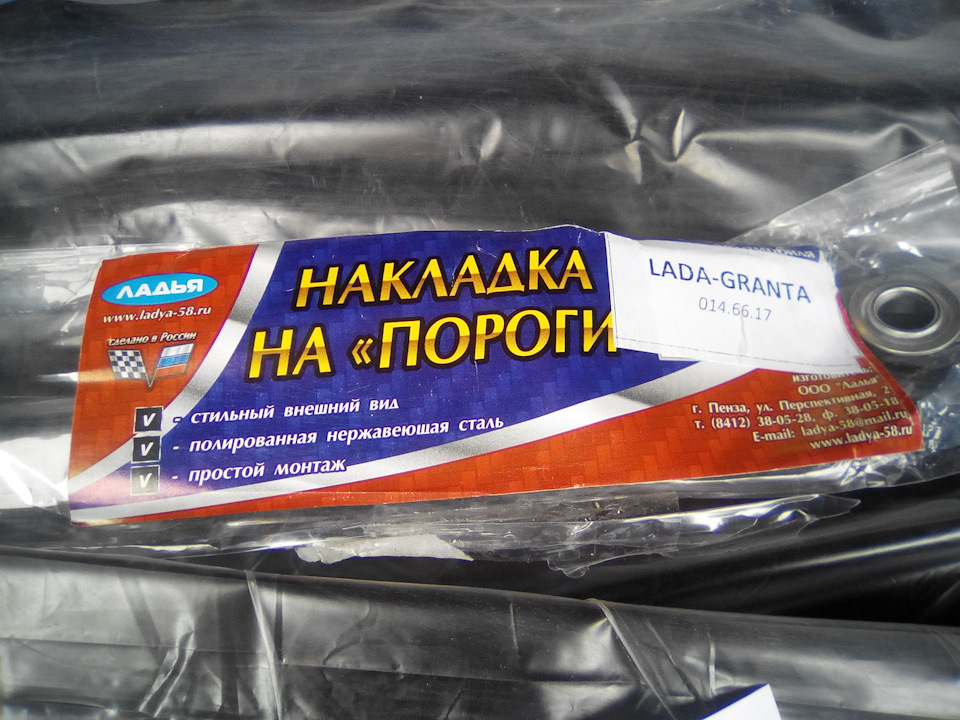 ЛАДЬЯ
www.ladya-58.ru
Сделано в России
НАКЛАДКА
НА «ПОРОГИ
LADA-GRANTA
014.66.17
v - стильный внешний вид
v - полированная нержавеющая сталь
v - простой монтаж
ООО "Ладья"
г. Пенза, ул. Перспективная, 2
т. (8412) 38-05-28, ф. 38-05-18
E-mail: ladya-58@mail.ru
www.ladya-58.ru